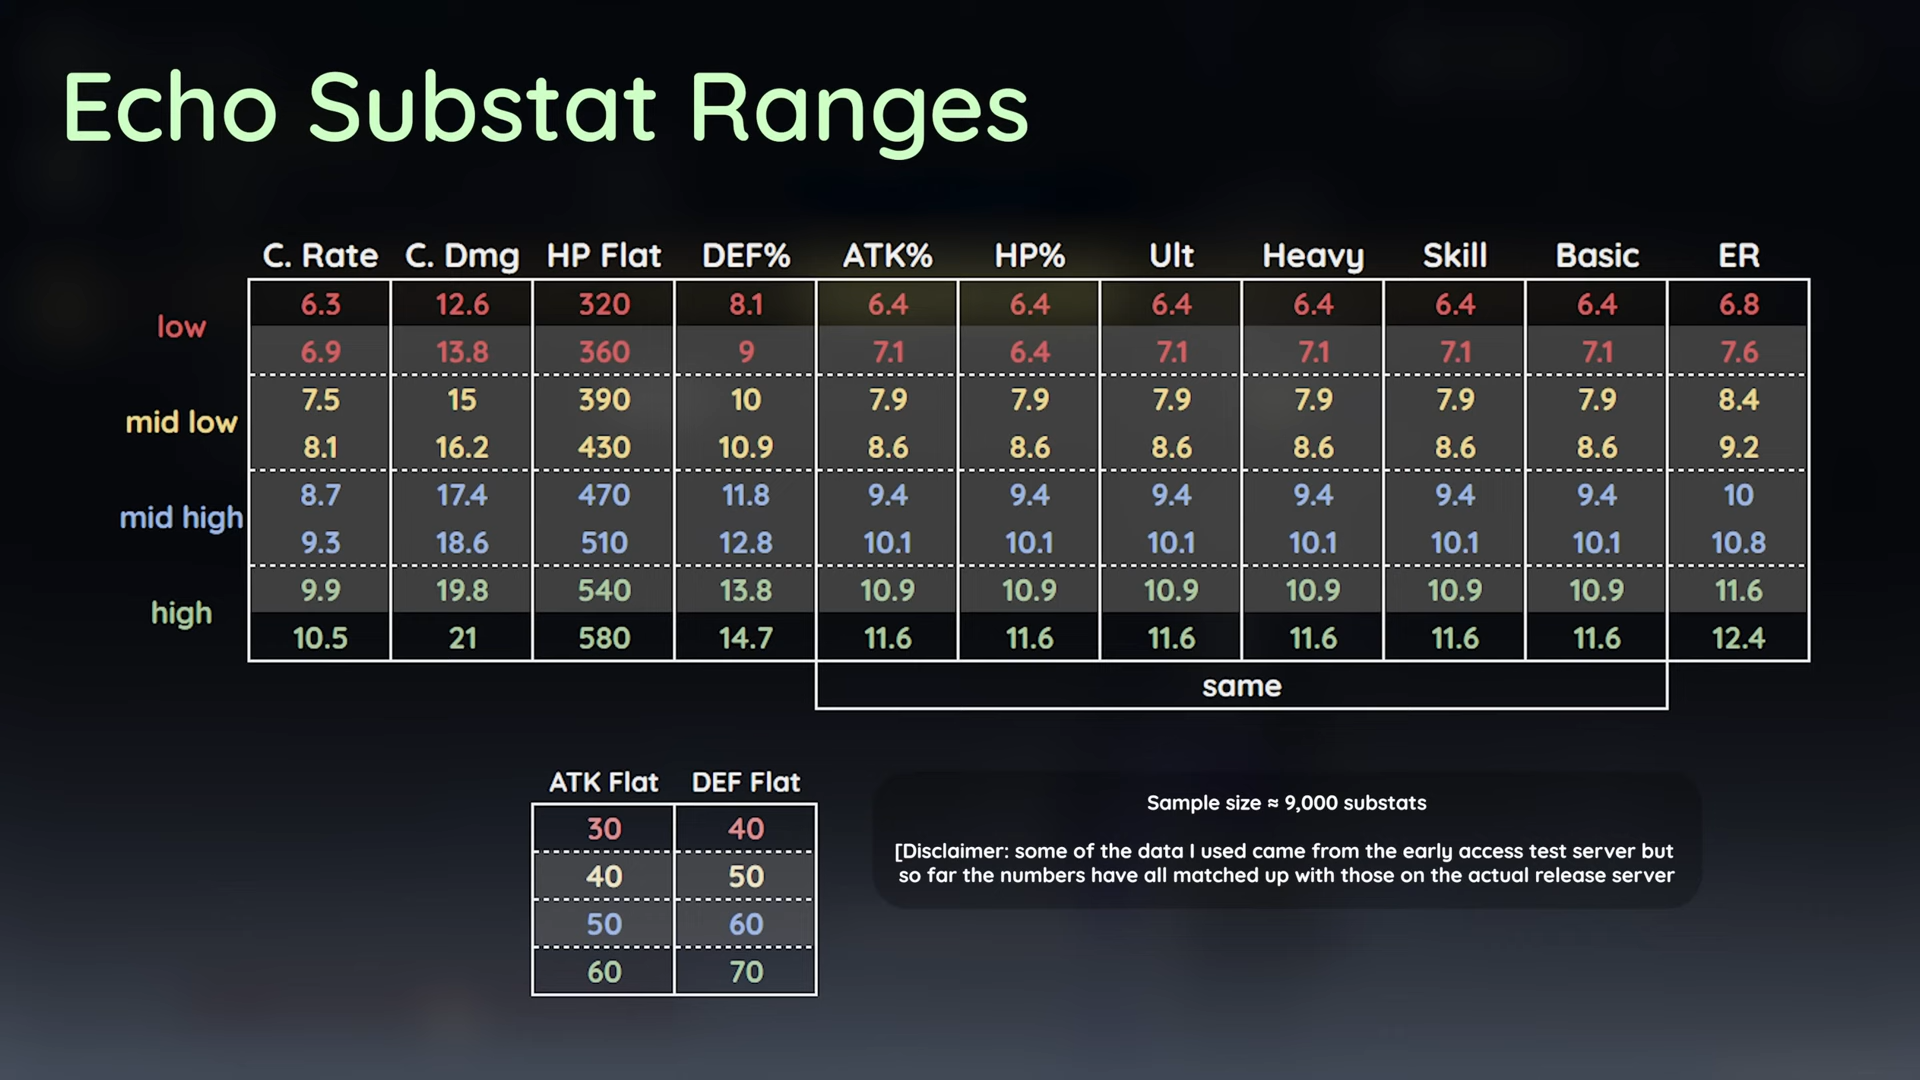 Echo Substat Ranges
C. Rate C. Dmg HP Flat DEF% ATK% HP% Ult Heavy Skill Basic ER
low
6.3 12.6 320 8.1 6.4 6.4 6.4 6.4 6.4 6.4 6.8
6.9 13.8 360 9 7.1 6.4 7.1 7.1 7.1 7.1 7.6
mid low
7.5 15 390 10 7.9 7.9 7.9 7.9 7.9 7.9 8.4
8.1 16.2 430 10.9 8.6 8.6 8.6 8.6 8.6 8.6 9.2
mid high
8.7 17.4 470 11.8 9.4 9.4 9.4 9.4 9.4 9.4 10
9.3 18.6 510 12.8 10.1 10.1 10.1 10.1 10.1 10.1 10.8
high
9.9 19.8 540 13.8 10.9 10.9 10.9 10.9 10.9 10.9 11.6
10.5 21 580 14.7 11.6 11.6 11.6 11.6 11.6 11.6 12.4
same
ATK Flat DEF Flat
30 40
40 50
50 60
60 70
Sample size ≈ 9,000 substats
[Disclaimer: some of the data I used came from the early access test server but
so far the numbers have all matched up with those on the actual release server